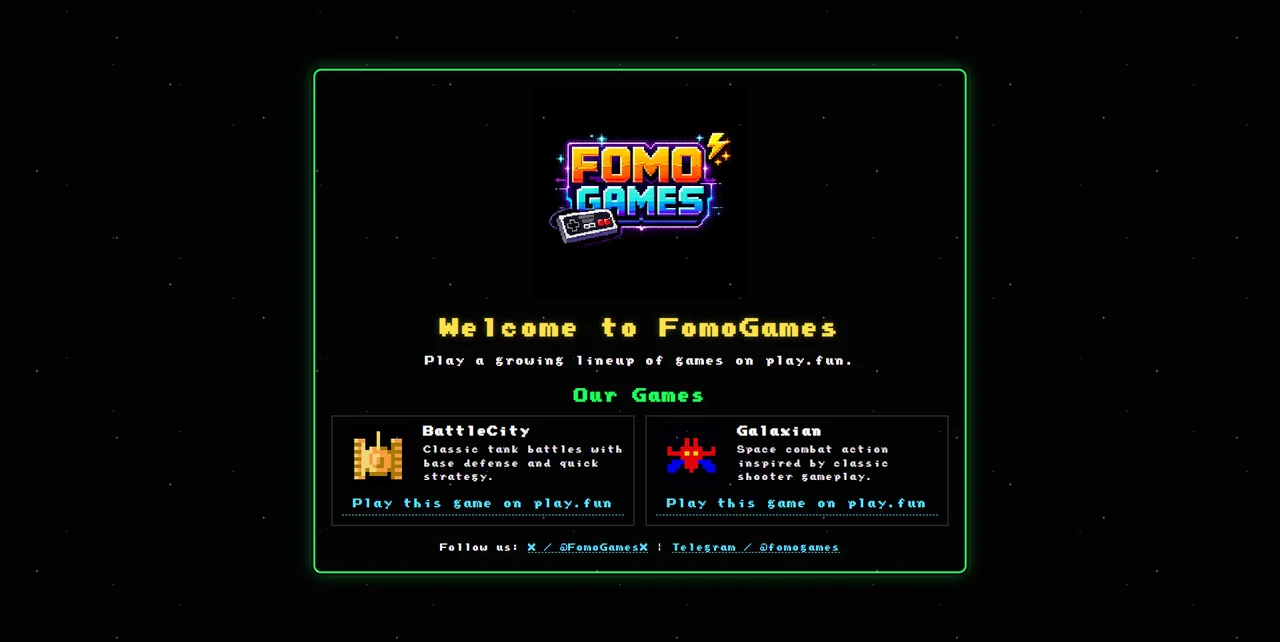 FOMO
GAMES
Welcome to FomoGames
Play a growing lineup of games on play.fun.
Our Games
BattleCity
Classic tank battles with
base defense and quick
strategy.
Play this game on play.fun
Galaxian
Space combat action
inspired by classic
shooter gameplay.
Play this game on play.fun
Follow us: X / @FomoGamesX | Telegram / @fomogames